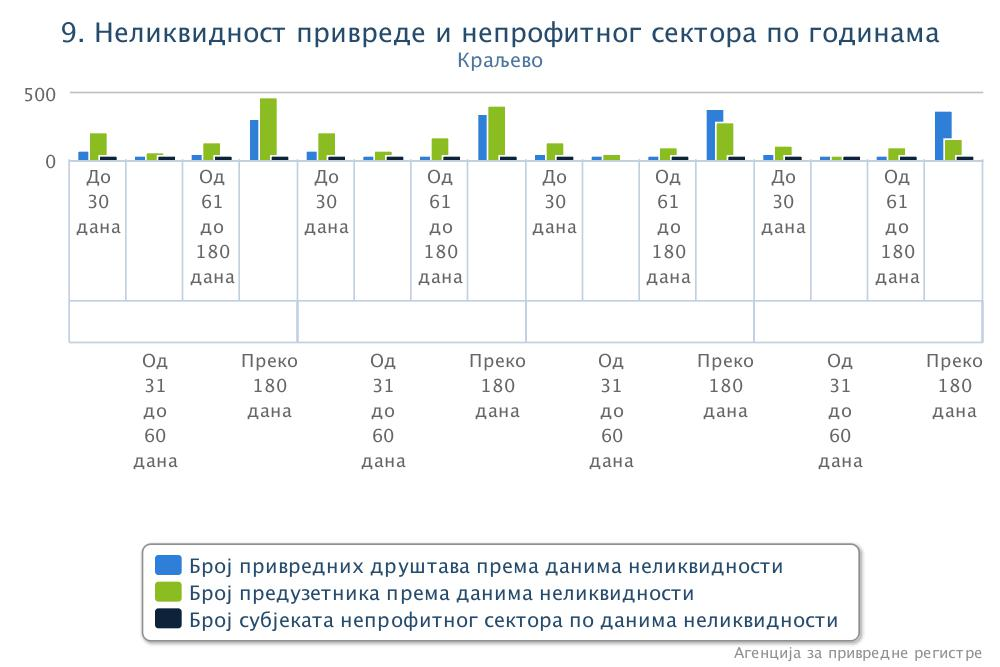 9. Неликвидност привреде и непрофитног сектора по годинама
Краљево
500
0
До
30
дана
Од
61
до
180
дана
До
30
дана
Од
61
до
180
дана
До
30
дана
Од
61
до
180
дана
До
30
дана
Од
61
до
180
дана
Од
31
до
60
дана
Преко
180
дана
Од
31
до
60
дана
Преко
180
дана
Од
31
до
60
дана
Преко
180
дана
Од
31
до
60
дана
Преко
180
дана
Број привредних друштава према данима неликвидности
Број предузетника према данима неликвидности
Број субјеката непрофитног сектора по данима неликвидности
Агенција за привредне регистре